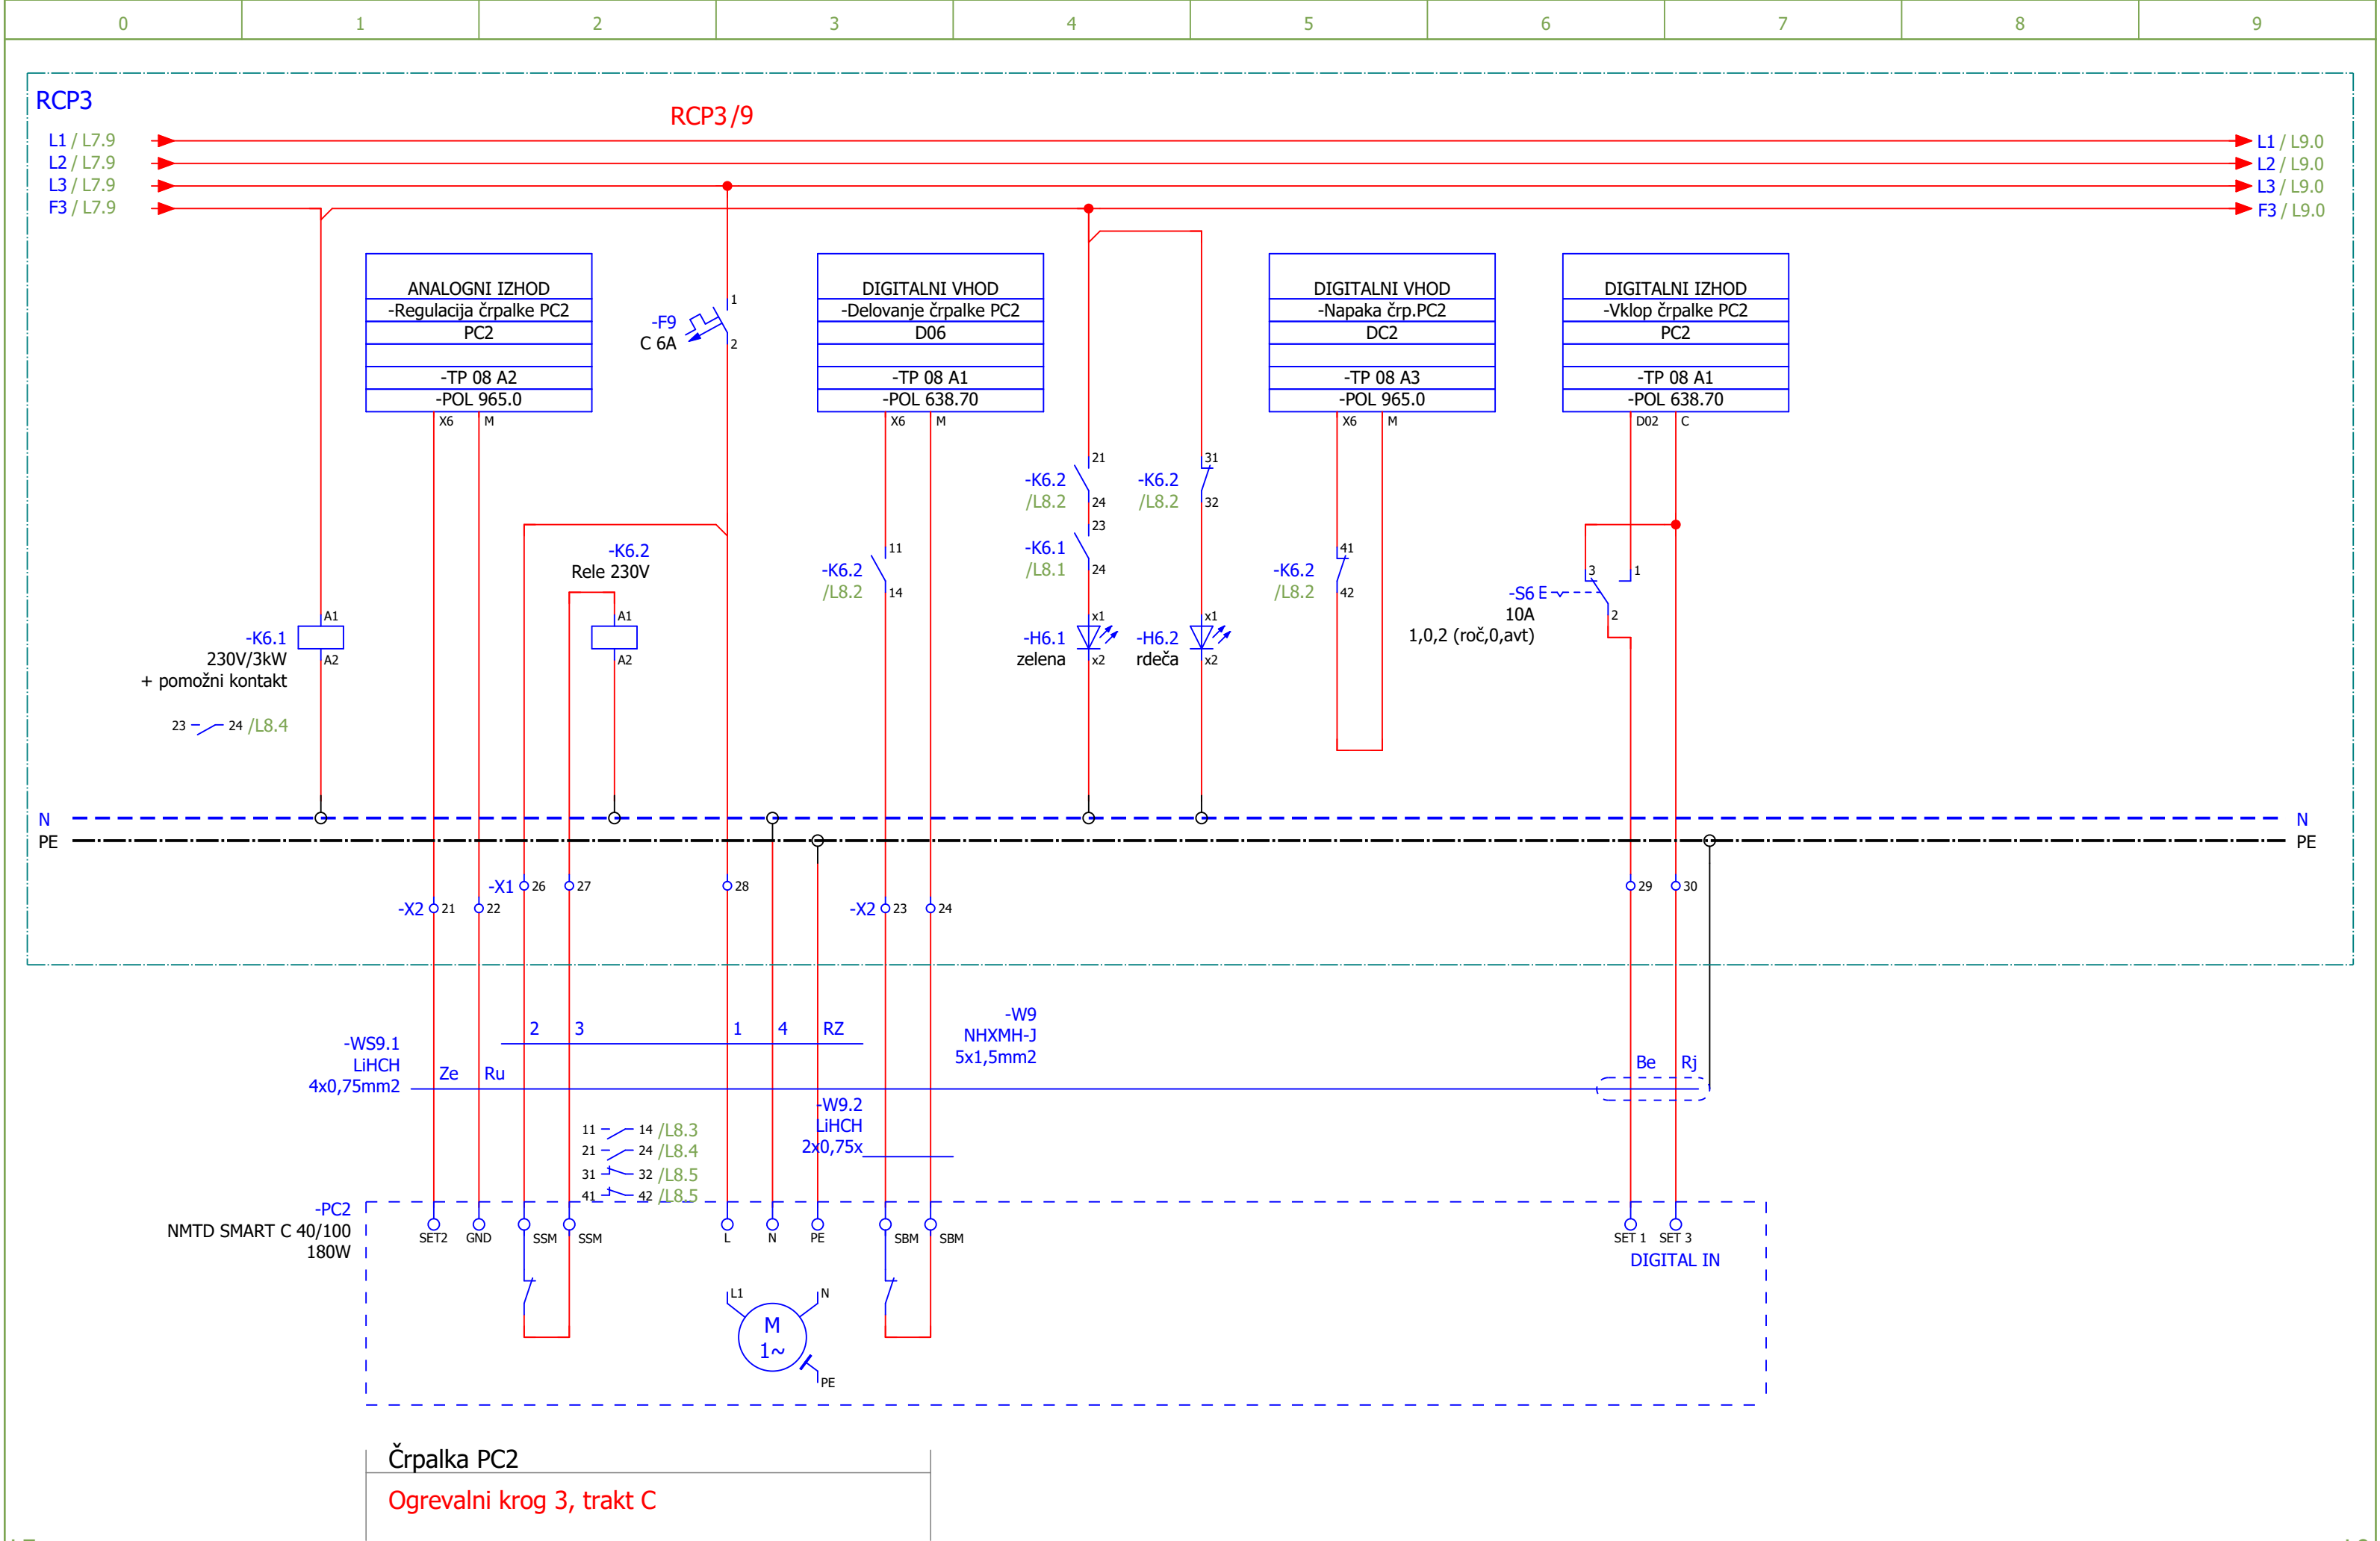 0 1 2 3 4 5 6 7 8 9
RCP3
RCP3/9
L1 / L7.9
L2 / L7.9
L3 / L7.9
F3 / L7.9
L1 / L9.0
L2 / L9.0
L3 / L9.0
F3 / L9.0
ANALOGNI IZHOD
-Regulacija črpalke PC2
PC2
-TP 08 A2
-POL 965.0
X6 M
-F9
C 6A
1
2
DIGITALNI VHOD
-Delovanje črpalke PC2
D06
-TP 08 A1
-POL 638.70
X6 M
DIGITALNI VHOD
-Napaka črp.PC2
DC2
-TP 08 A3
-POL 965.0
X6 M
DIGITALNI IZHOD
-Vklop črpalke PC2
PC2
-TP 08 A1
-POL 638.70
D02 C
-K6.1
230V/3kW
+ pomožni kontakt
A1
A2
23 24 /L8.4
-K6.2
Rele 230V
A1
A2
-K6.2
/L8.2
11
14
-K6.2
/L8.2
21
24
-K6.1
/L8.1
23
24
-H6.1
zelena
x1
x2
-K6.2
/L8.2
31
32
-H6.2
rdeča
x1
x2
-K6.2
/L8.2
41
42
-S6 E
10A
1,0,2 (roč,0,avt)
3 1
2
N
PE
N
PE
-X1 26 27 28 29 30
-X2 21 22
-X2 23 24
-W9
NHXMH-J
5x1,5mm2
2 3 1 4 RZ
-WS9.1
LiHCH
4x0,75mm2
Ze Ru
Be Rj
-W9.2
LiHCH
2x0,75x
11 14 /L8.3
21 24 /L8.4
31 32 /L8.5
41 42 /L8.5
-PC2
NMTD SMART C 40/100
180W
SET2 GND SSM SSM L N PE SBM SBM SET 1 SET 3
DIGITAL IN
L1 N
M
1~
PE
Črpalka PC2
Ogrevalni krog 3, trakt C